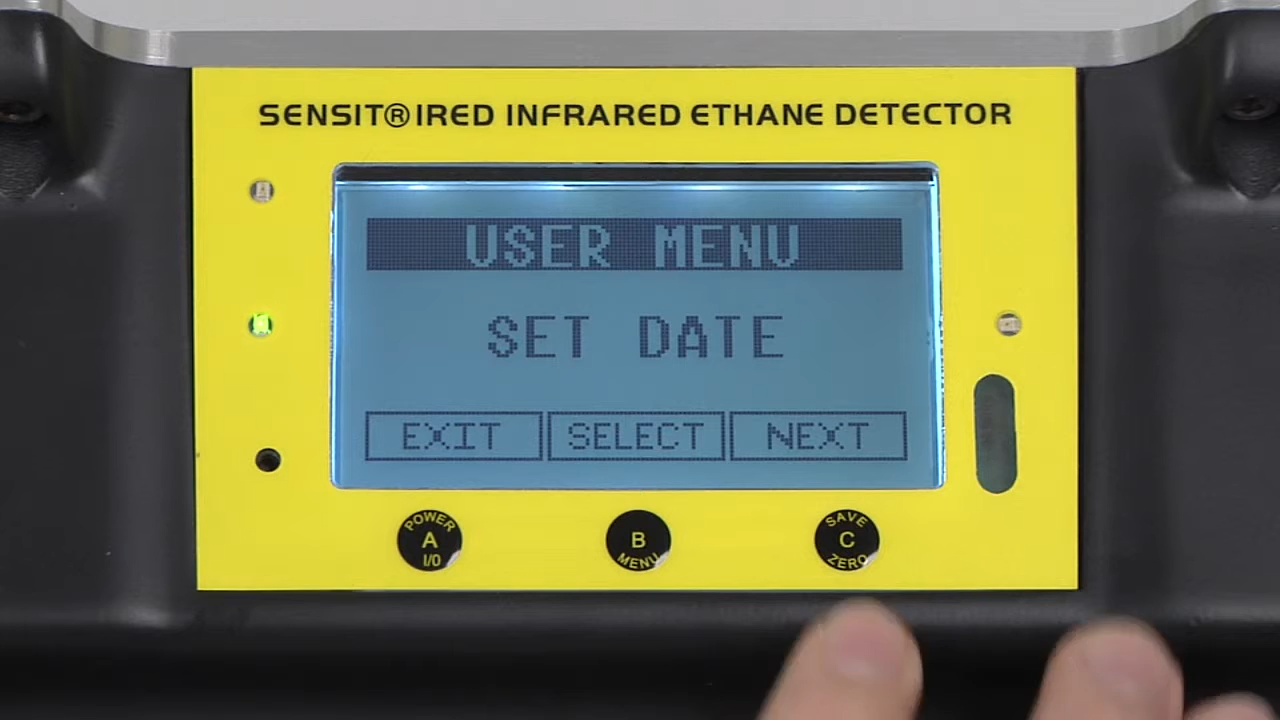 SENSIT® IRED INFRARED ETHANE DETECTOR
USER MENU
SET DATE
EXIT SELECT NEXT
POWER A I/O
B MENU
SAVE C ZERO